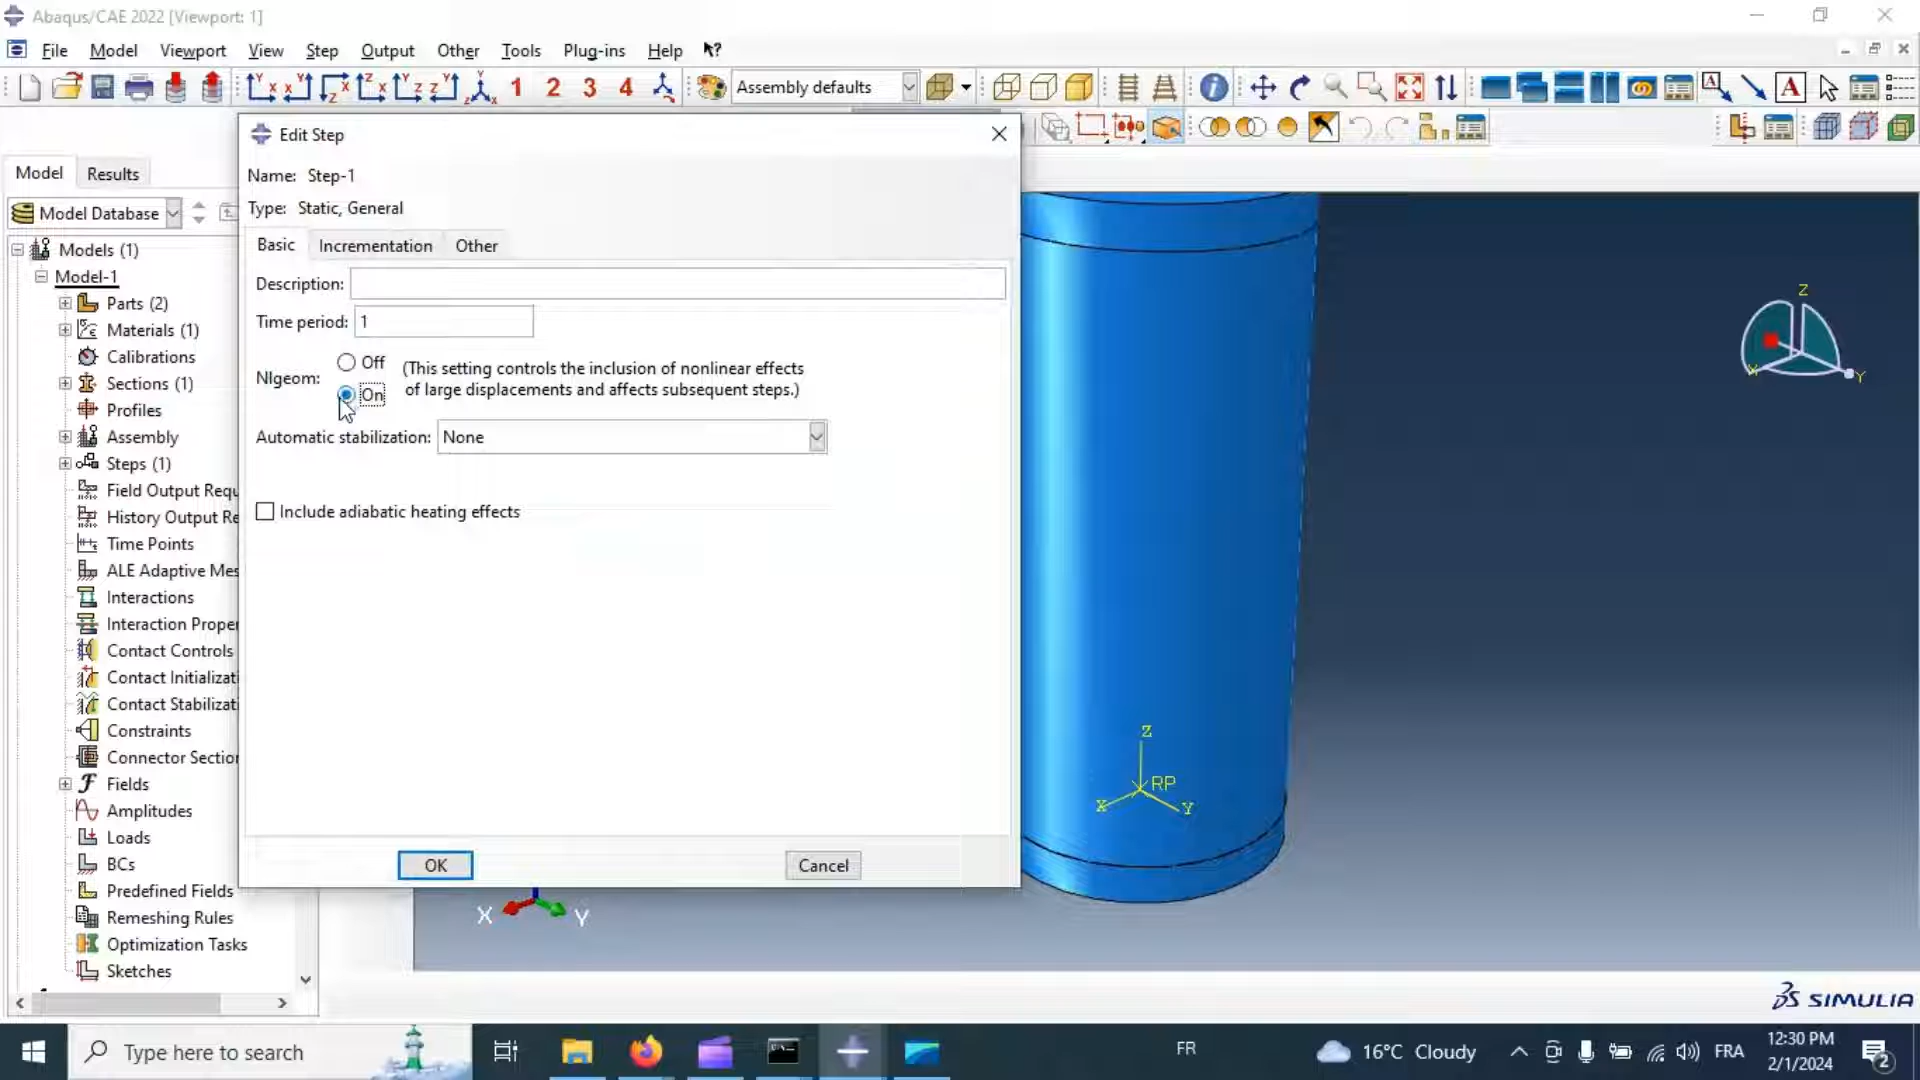 Abaqus/CAE 2022 [Viewport: 1]
File Model Viewport View Step Output Other Tools Plug-ins Help
1 2 3 4
Assembly defaults
A
Edit Step
Name: Step-1
Model Results
Type: Static, General
Model Database
Basic Incrementation Other
Models (1)
Model-1
Description:
Parts (2)
Time period: 1
Materials (1)
Calibrations
Off
Nlgeom:
On
(This setting controls the inclusion of nonlinear effects
of large displacements and affects subsequent steps.)
Sections (1)
Profiles
Assembly
Automatic stabilization: None
Steps (1)
Field Output Requ
Include adiabatic heating effects
History Output Re
Time Points
ALE Adaptive Mes
Interactions
Interaction Proper
Contact Controls
Contact Initializati
Contact Stabilizati
Constraints
Connector Section
Fields
Amplitudes
Loads
BCs
OK Cancel
Predefined Fields
Remeshing Rules
Optimization Tasks
Sketches
Z
X
Y
Z
RP
X
Y
X Y
SIMULIA
Type here to search
FR
16°C Cloudy
FRA
12:30 PM
2/1/2024
2